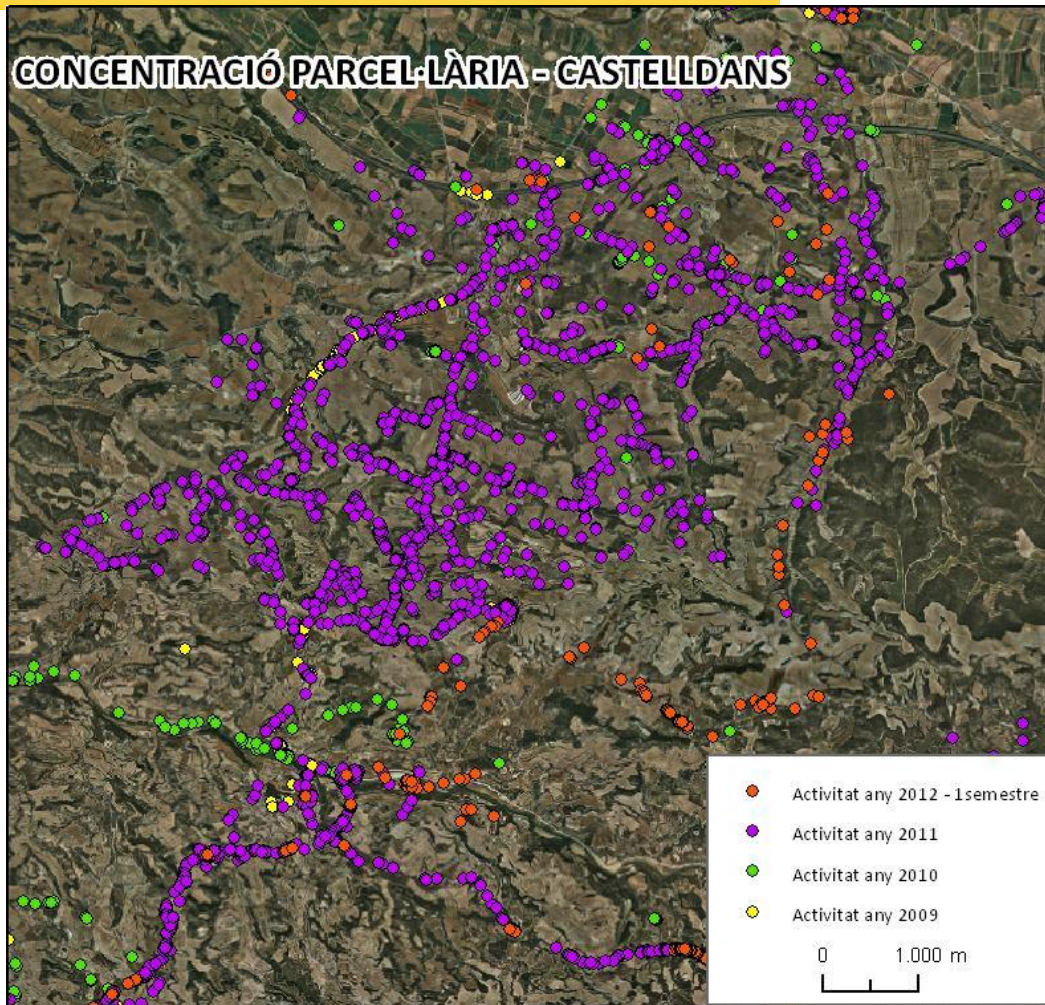 CONCENTRACIÓ PARCEL·LÀRIA - CASTELLDANS
Activitat any 2012 - 1semestre
Activitat any 2011
Activitat any 2010
Activitat any 2009
0 1.000 m